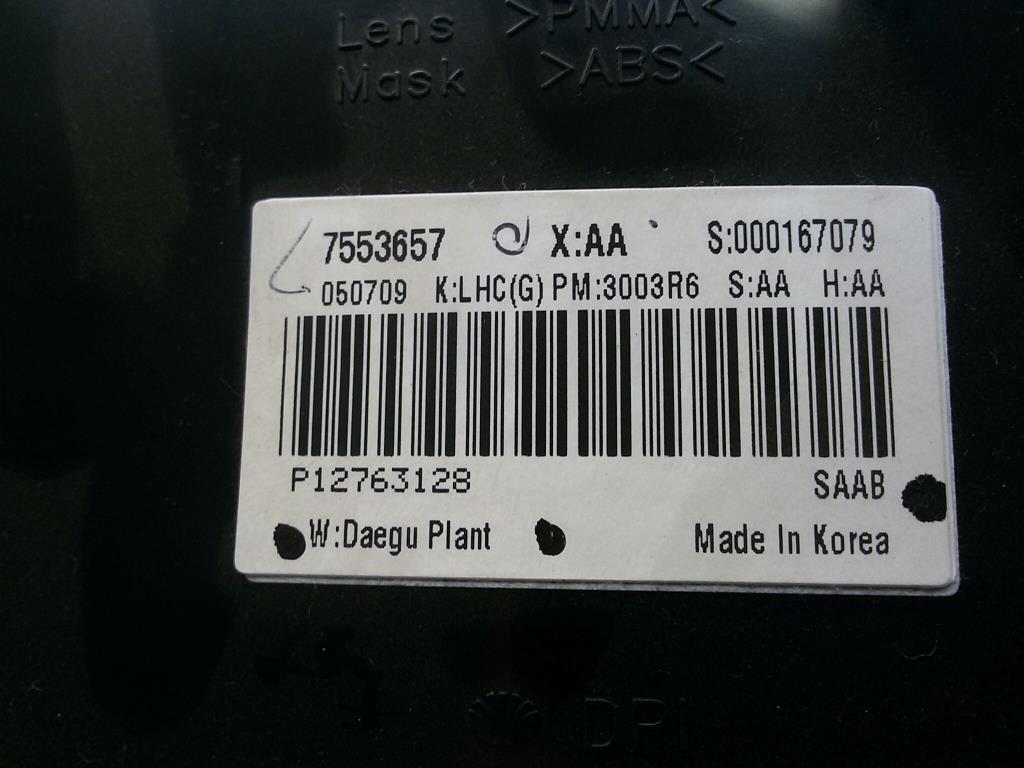 Lens >PMMA<
Mask >ABS<
7553657 X:AA S:000167079
050709 K:LHC(G) PM:3003R6 S:AA H:AA
P12763128 SAAB
W:Daegu Plant Made In Korea